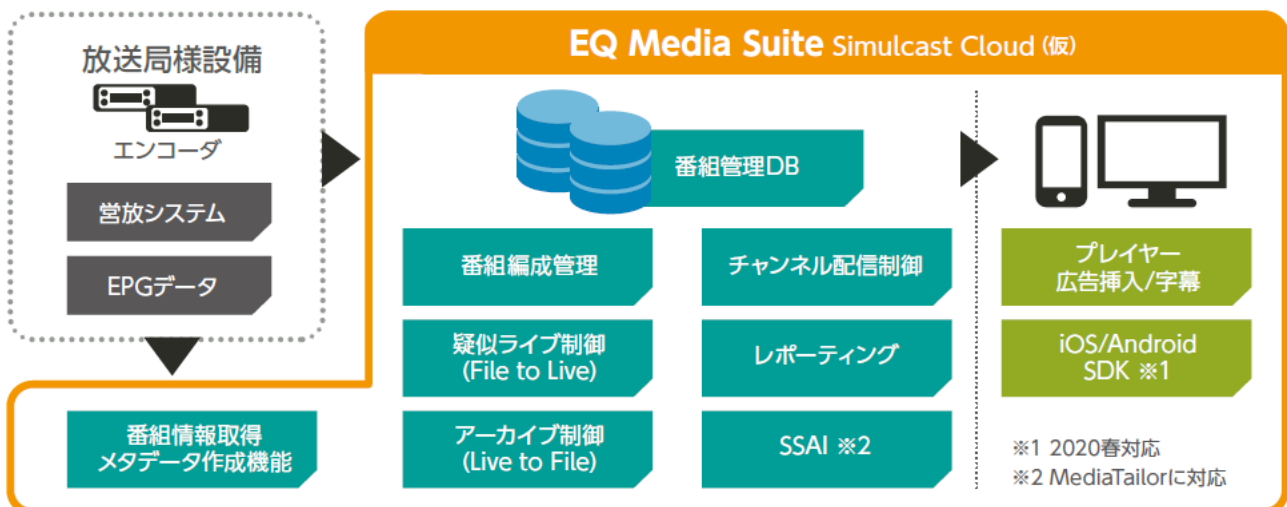 放送局様設備
エンコーダ
営放システム
EPGデータ
番組情報取得
メタデータ作成機能
EQ Media Suite Simulcast Cloud (仮)
番組管理DB
番組編成管理
チャンネル配信制御
疑似ライブ制御
(File to Live)
レポーティング
アーカイブ制御
(Live to File)
SSAI ※2
プレイヤー
広告挿入/字幕
iOS/Android
SDK ※1
※1 2020春対応
※2 MediaTailorに対応